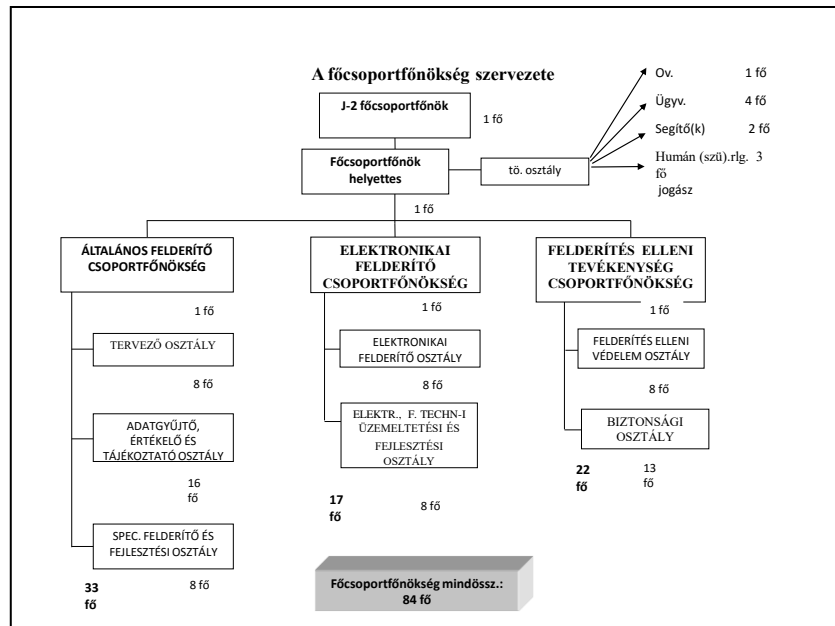 A főcsoportfőnökség szervezete
J-2 főcsoportfőnök
1 fő
Főcsoportfőnök
helyettes
tö. osztály
Ov. 1 fő
Ügyv. 4 fő
Segítő(k) 2 fő
Humán (szü).rlg. 3
fő
jogász
1 fő
ÁLTALÁNOS FELDERÍTŐ
CSOPORTFŐNÖKSÉG
1 fő
TERVEZŐ OSZTÁLY
8 fő
ADATGYŰJTŐ,
ÉRTÉKELŐ ÉS
TÁJÉKOZTATÓ OSZTÁLY
16
fő
SPEC. FELDERÍTŐ ÉS
FEJLESZTÉSI OSZTÁLY
33
fő
8 fő
ELEKTRONIKAI
FELDERÍTŐ
CSOPORTFŐNÖKSÉG
1 fő
ELEKTRONIKAI
FELDERÍTŐ OSZTÁLY
8 fő
ELEKTR., F. TECHN-I
ÜZEMELTETÉSI ÉS
FEJLESZTÉSI
OSZTÁLY
17
fő
8 fő
FELDERÍTÉS ELLENI
TEVÉKENYSÉG
CSOPORTFŐNÖKSÉG
1 fő
FELDERÍTÉS ELLENI
VÉDELEM OSZTÁLY
8 fő
BIZTONSÁGI
OSZTÁLY
22
fő
13
fő
Főcsoportfőnökség mindössz.:
84 fő